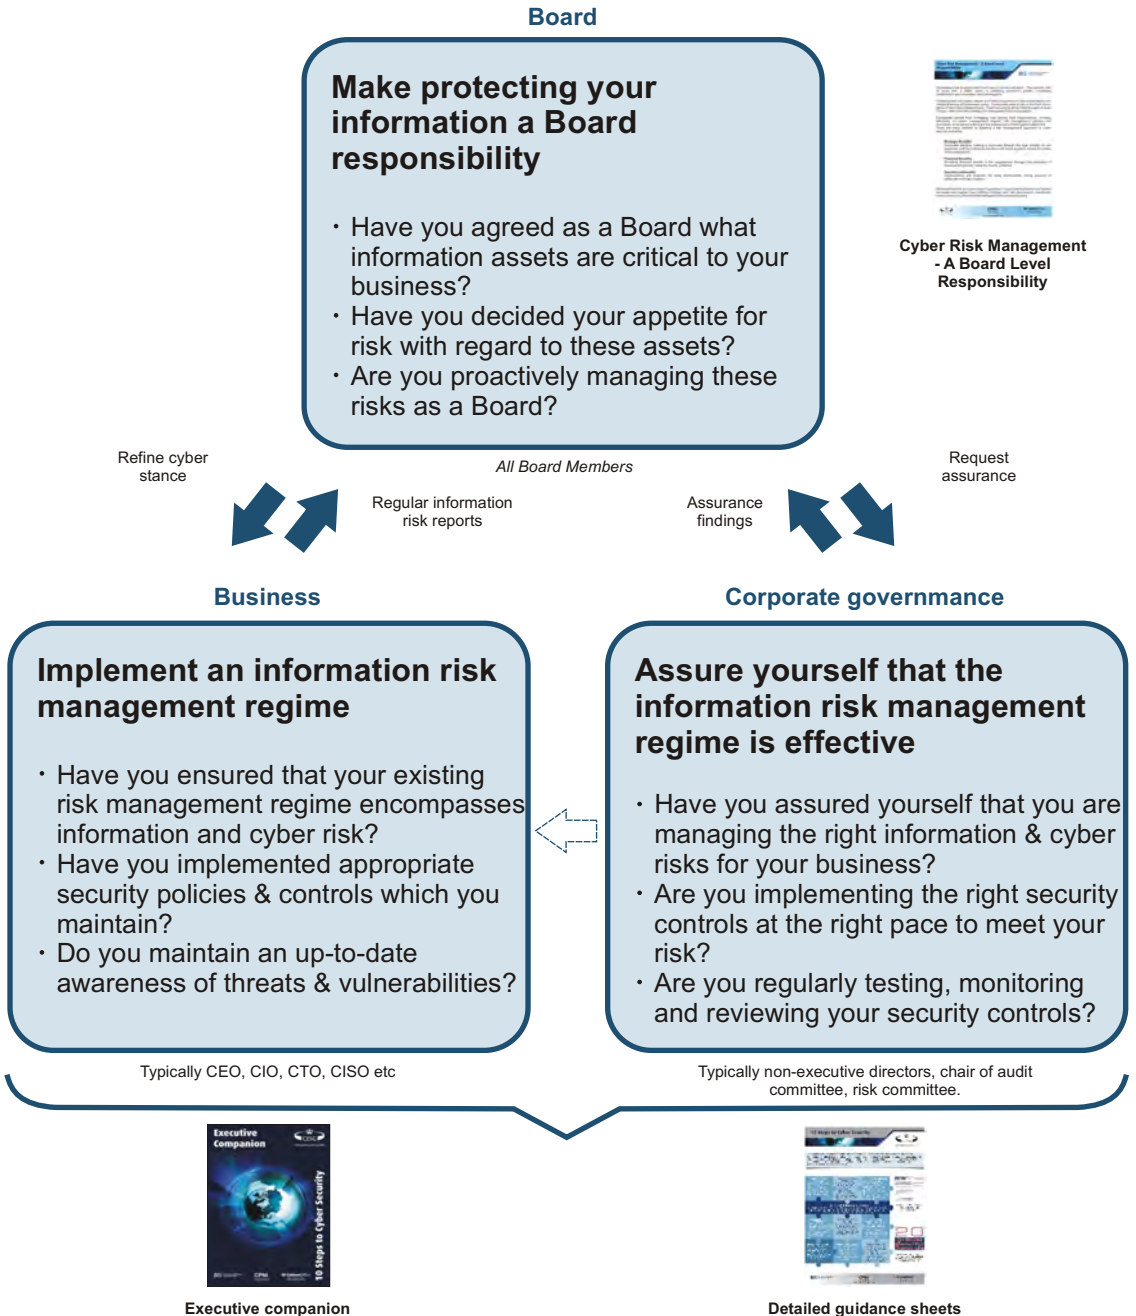 Board
Make protecting your
information a Board
responsibility
· Have you agreed as a Board what
information assets are critical to your
business?
· Have you decided your appetite for
risk with regard to these assets?
· Are you proactively managing these
risks as a Board?
Cyber Risk Management
- A Board Level
Responsibility
All Board Members
Refine cyber
stance
Regular information
risk reports
Assurance
findings
Request
assurance
Business
Implement an information risk
management regime
· Have you ensured that your existing
risk management regime encompasses
information and cyber risk?
· Have you implemented appropriate
security policies & controls which you
maintain?
· Do you maintain an up-to-date
awareness of threats & vulnerabilities?
Typically CEO, CIO, CTO, CISO etc
Corporate governmance
Assure yourself that the
information risk management
regime is effective
· Have you assured yourself that you are
managing the right information & cyber
risks for your business?
· Are you implementing the right security
controls at the right pace to meet your
risk?
· Are you regularly testing, monitoring
and reviewing your security controls?
Typically non-executive directors, chair of audit
committee, risk committee.
Executive
Companion
CESG
10 Steps to Cyber Security
CPNI
Executive companion
10 Steps to Cyber Security
20
Detailed guidance sheets